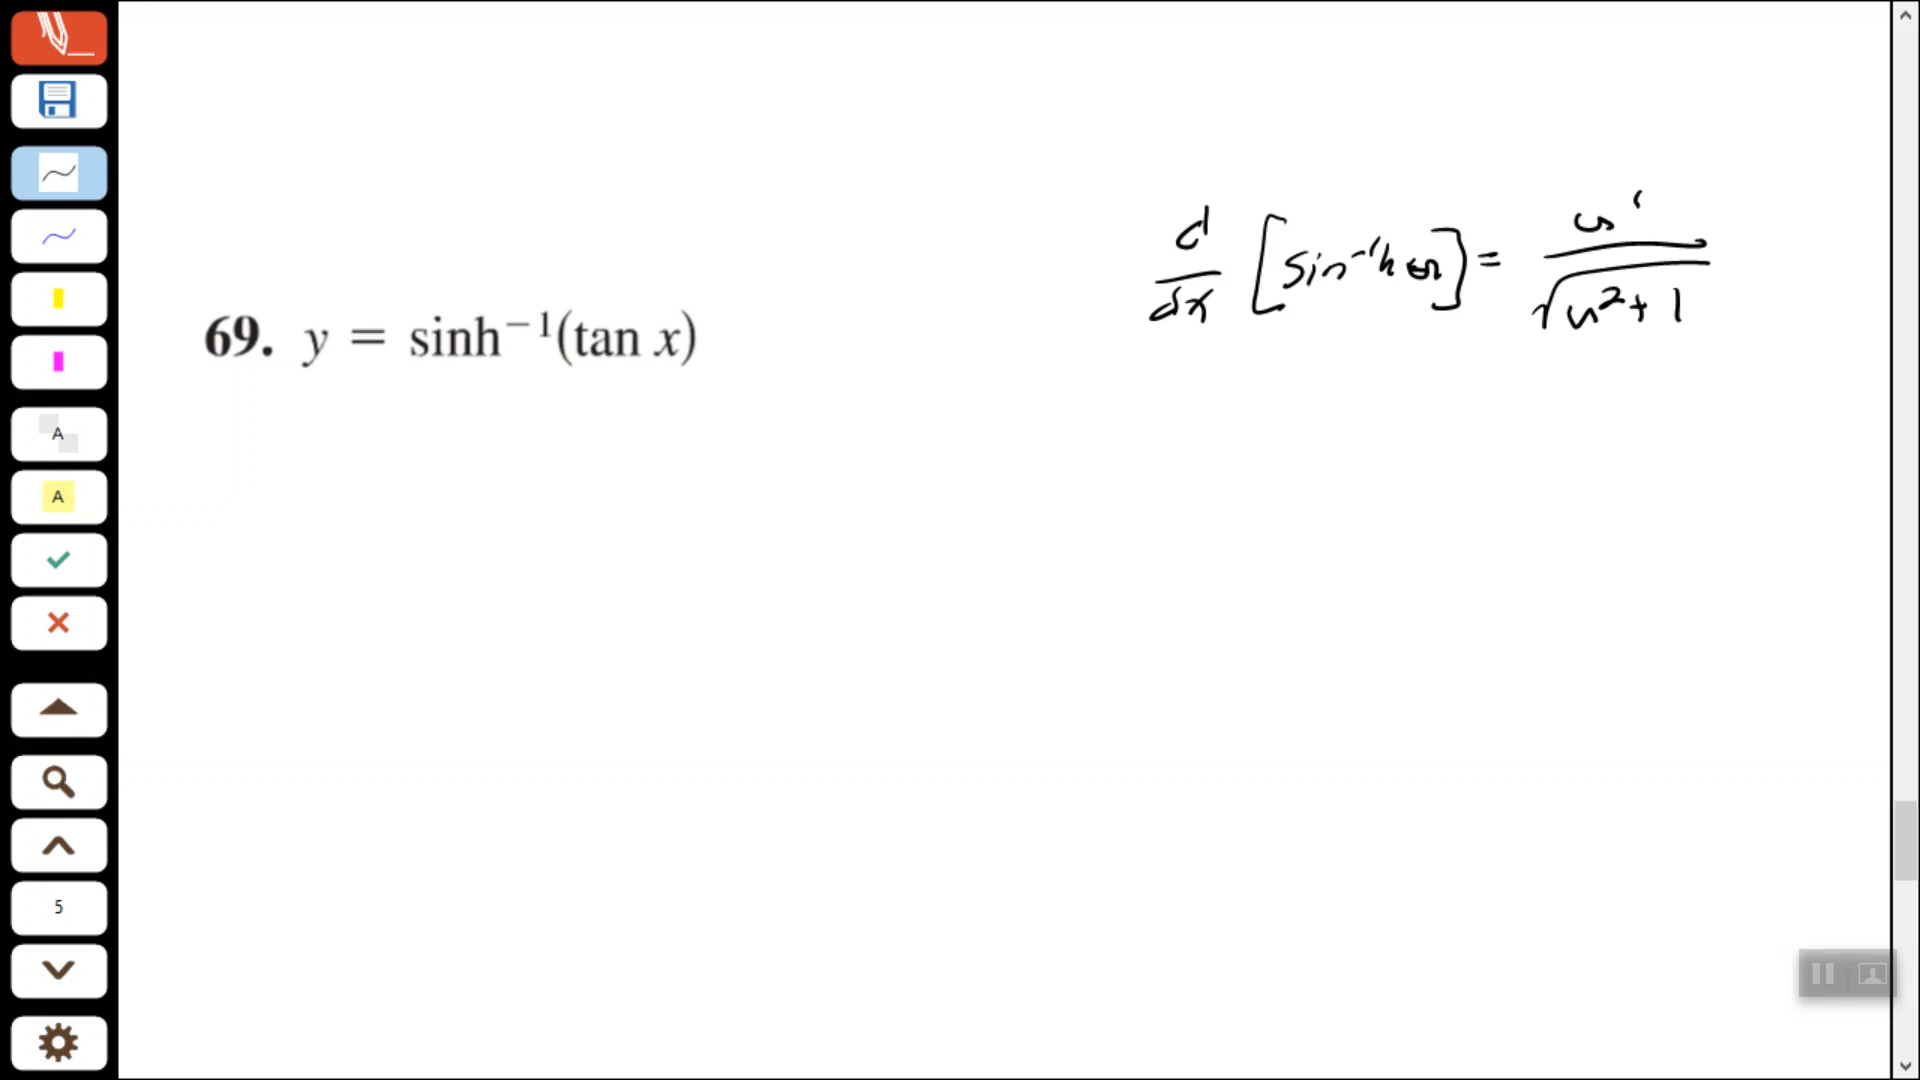 d/dx [sin⁻¹h u] = u'/√(u²+1)
69. y = sinh⁻¹(tan x)
A
A
5